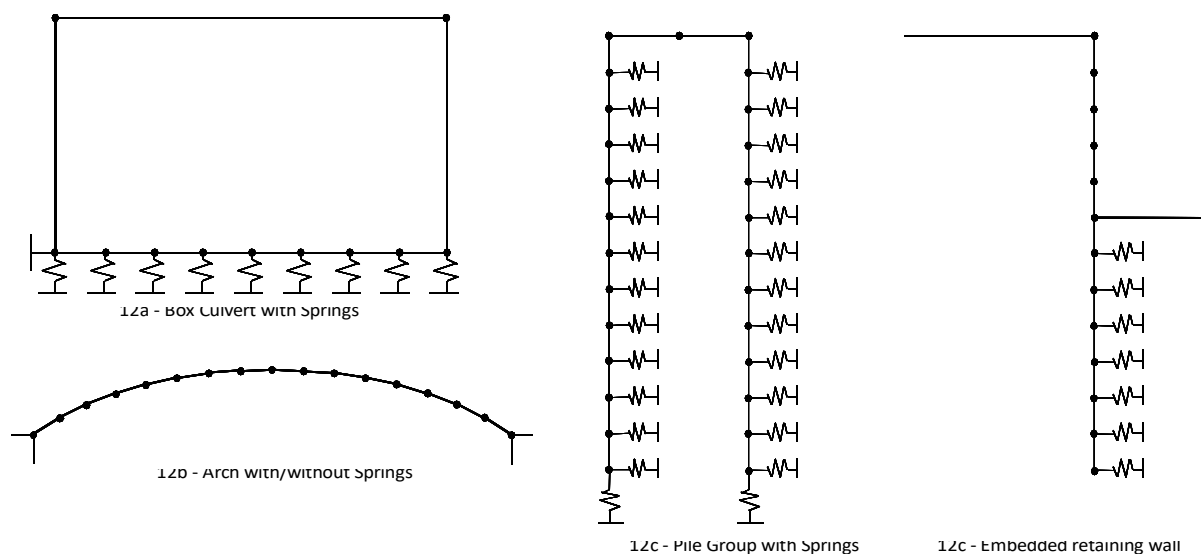 12a - Box Culvert with Springs
12b - Arch with/without Springs
12c - Pile Group with Springs
12c - Embedded retaining wall